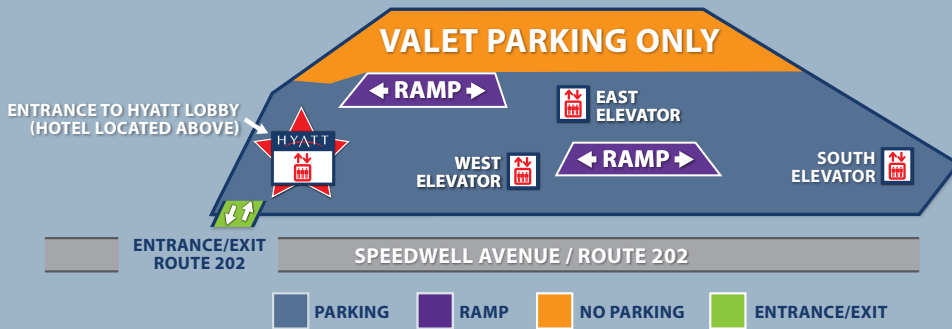 VALET PARKING ONLY
RAMP
EAST
ELEVATOR
ENTRANCE TO HYATT LOBBY
(HOTEL LOCATED ABOVE)
HYATT
WEST
ELEVATOR
RAMP
SOUTH
ELEVATOR
ENTRANCE/EXIT
ROUTE 202
SPEEDWELL AVENUE / ROUTE 202
PARKING
RAMP
NO PARKING
ENTRANCE/EXIT